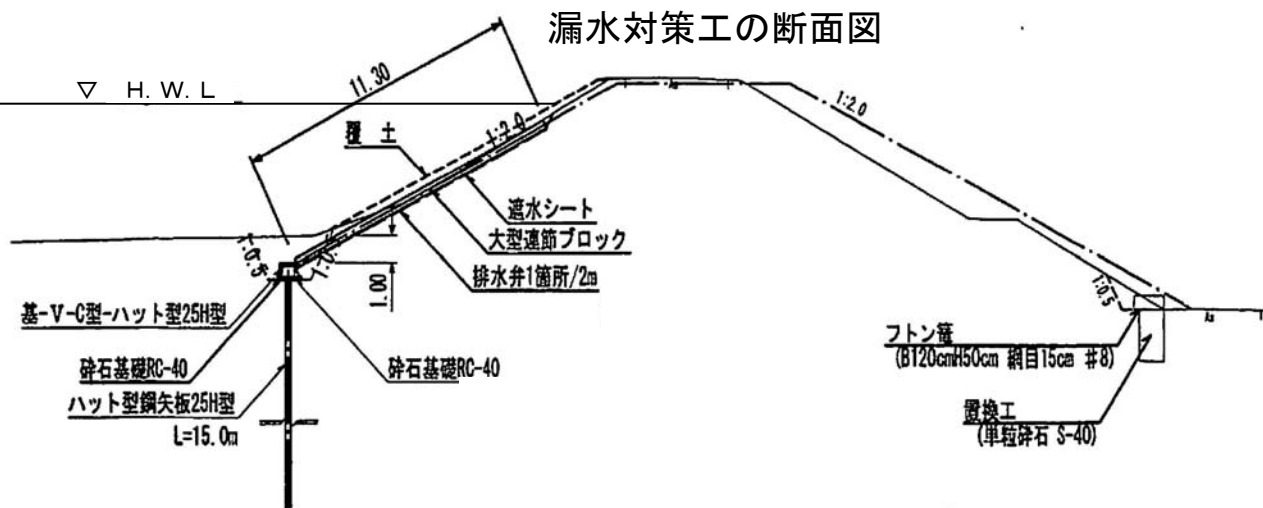 漏水対策工の断面図
11.30
▽ H.W.L
覆 土
1:2.0
1:2.0
遮水シート
大型連節ブロック
排水弁1箇所/2m
1:0.5
1.00
基-V-C型-ハット型25H型
砕石基礎RC-40
砕石基礎RC-40
ハット型鋼矢板25H型
L=15.0m
1:0.5
フトン篭
(B120cmH50cm 網目15cm #8)
置換工
(単粒砕石 S-40)